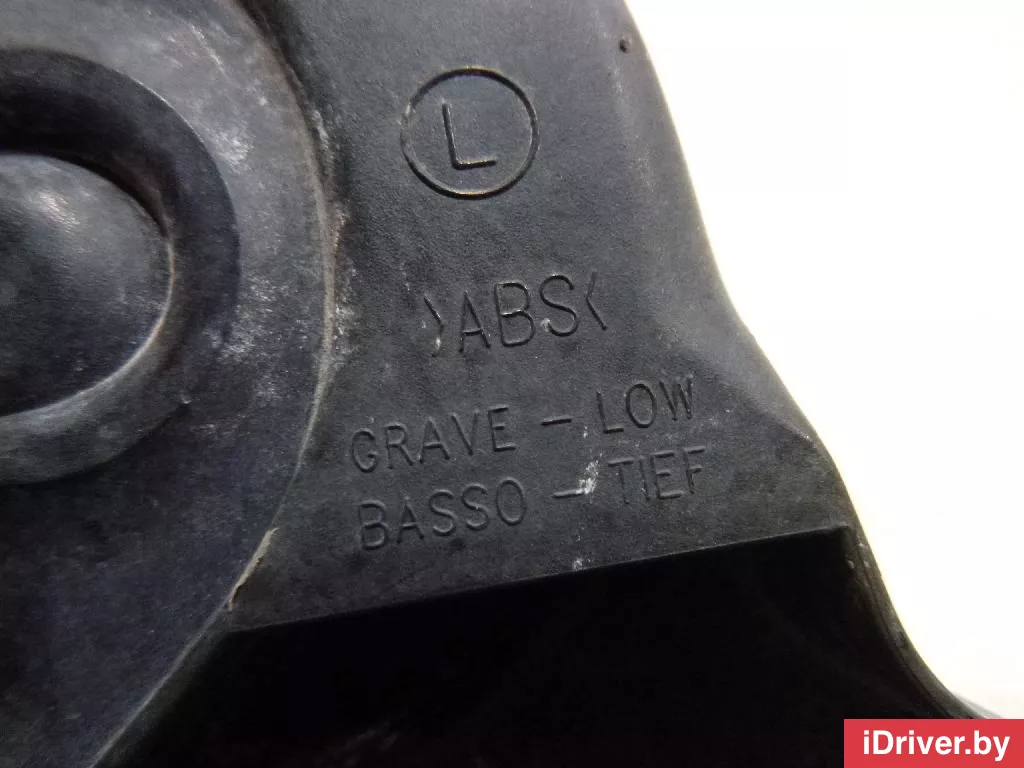 L
>ABS<
GRAVE - LOW
BASSO - TIEF
iDriver.by